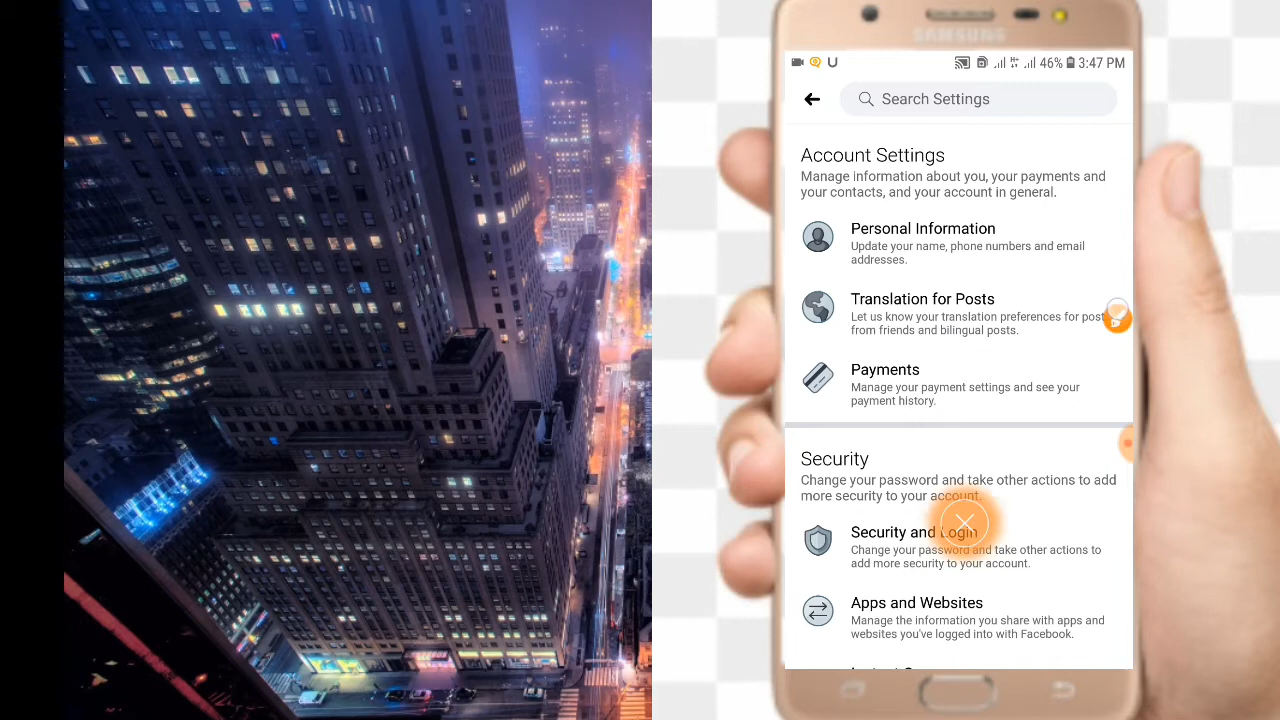 SAMSUNG
46% 3:47 PM
Search Settings
Account Settings
Manage information about you, your payments and
your contacts, and your account in general.
Personal Information
Update your name, phone numbers and email
addresses.
Translation for Posts
Let us know your translation preferences for post
from friends and bilingual posts.
Payments
Manage your payment settings and see your
payment history.
Security
Change your password and take other actions to add
more security to your account.
Security and Login
Change your password and take other actions to
add more security to your account.
Apps and Websites
Manage the information you share with apps and
websites you've logged into with Facebook.